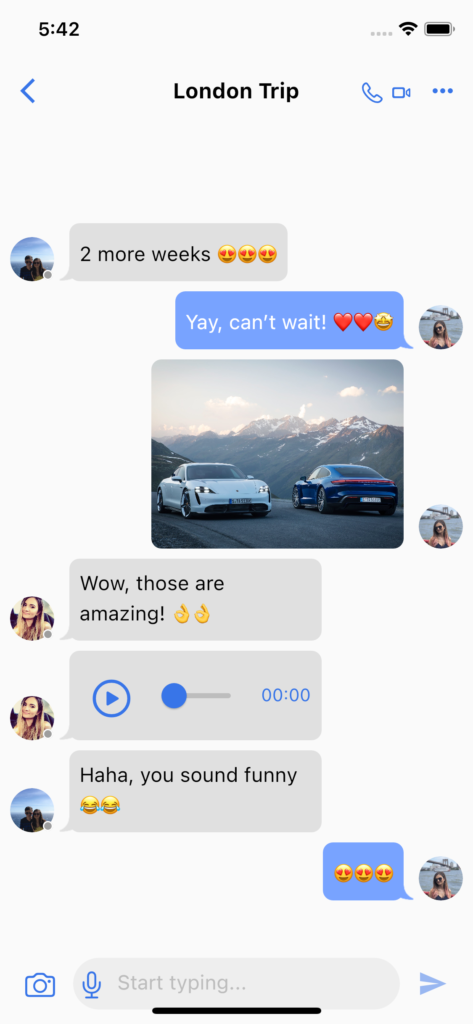 5:42
London Trip
2 more weeks 😍😍😍
Yay, can’t wait! ❤️❤️🤩
Wow, those are
amazing! 👌👌
00:00
Haha, you sound funny
😂😂
😍😍😍
Start typing...